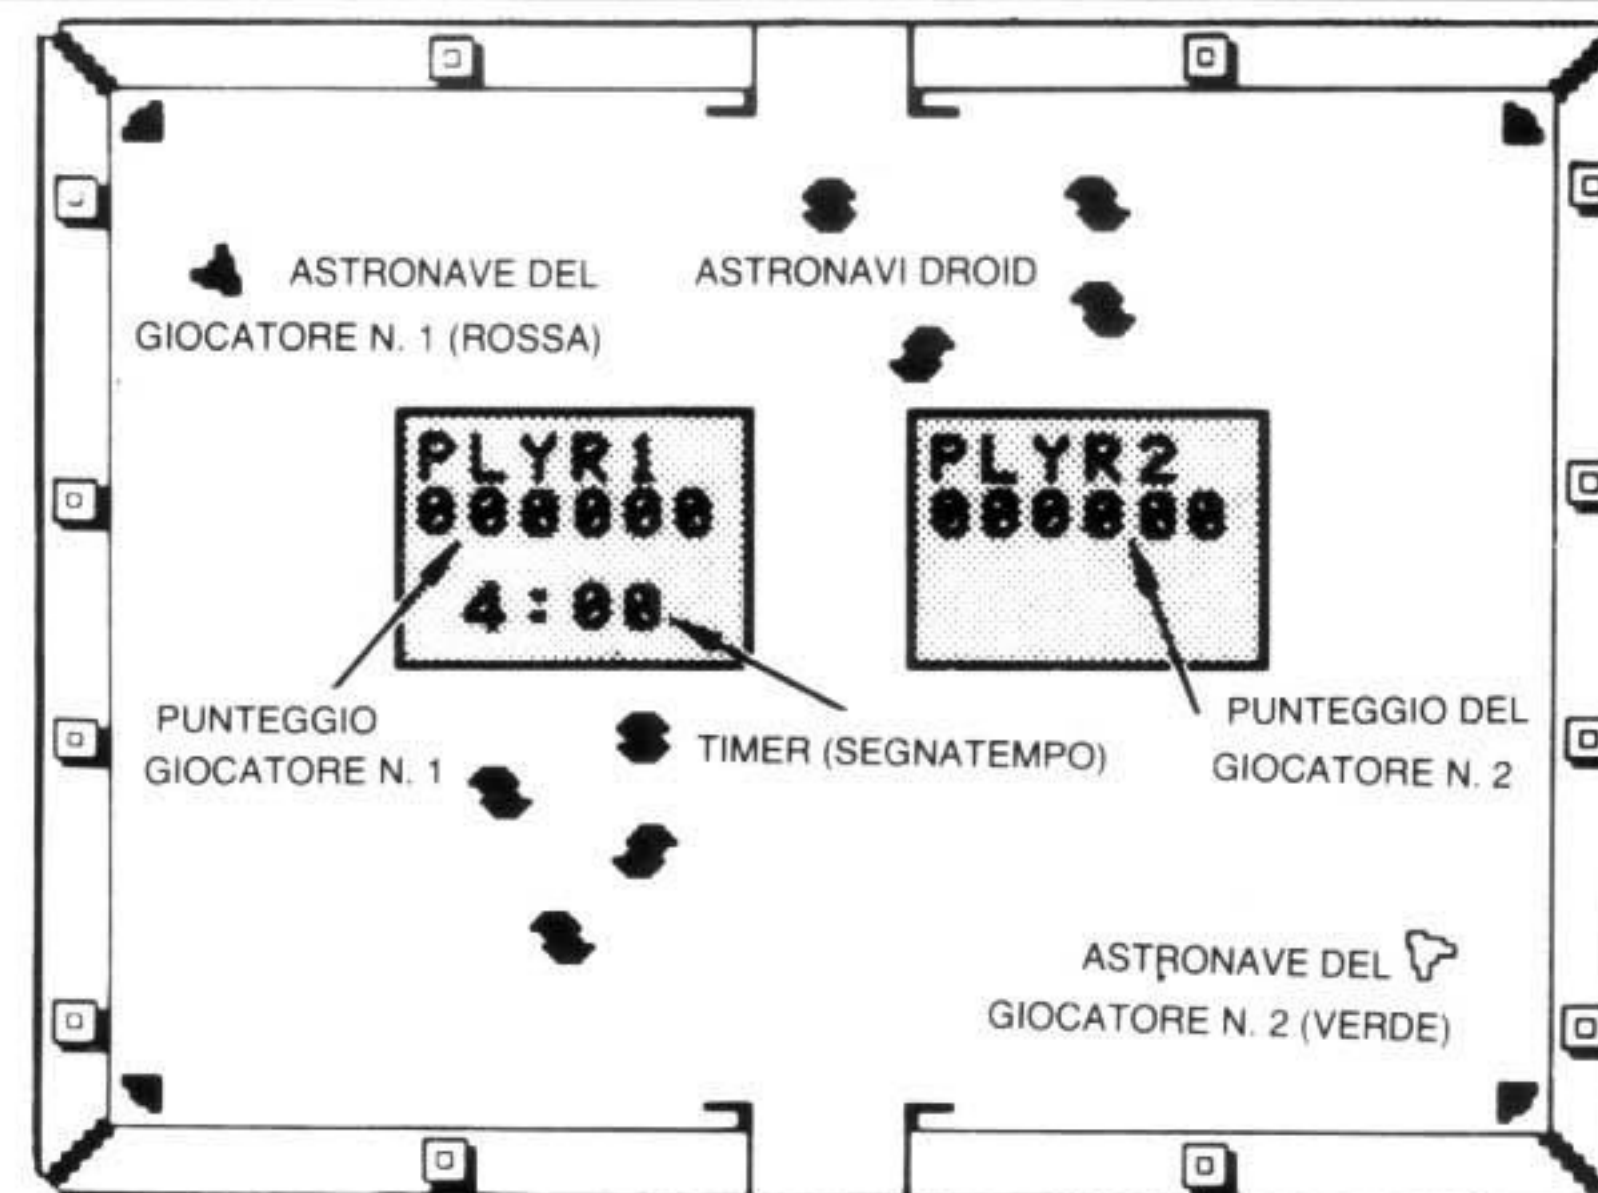 ASTRONAVE DEL
GIOCATORE N. 1 (ROSSA)
ASTRONAVI DROID
PLYR1
000000
4:00
PLYR2
000000
PUNTEGGIO
GIOCATORE N. 1
TIMER (SEGNATEMPO)
PUNTEGGIO DEL
GIOCATORE N. 2
ASTRONAVE DEL
GIOCATORE N. 2 (VERDE)